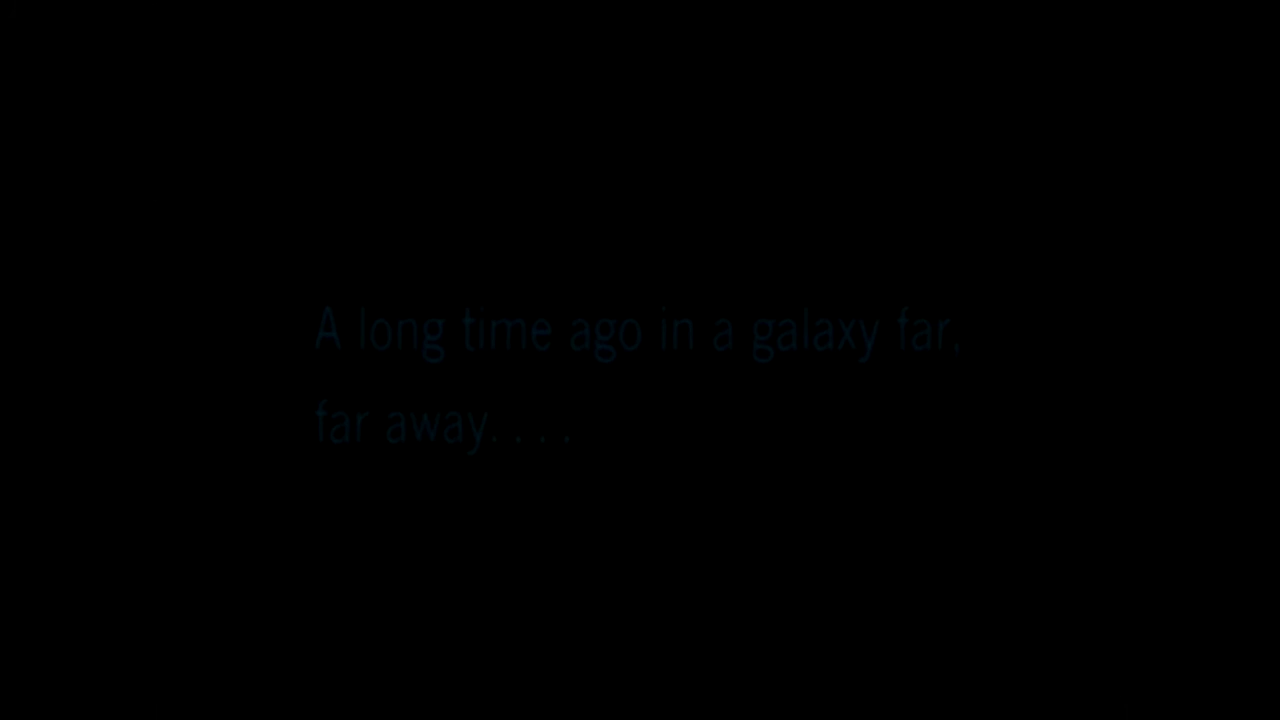 A long time ago in a galaxy far,
far away. . . .